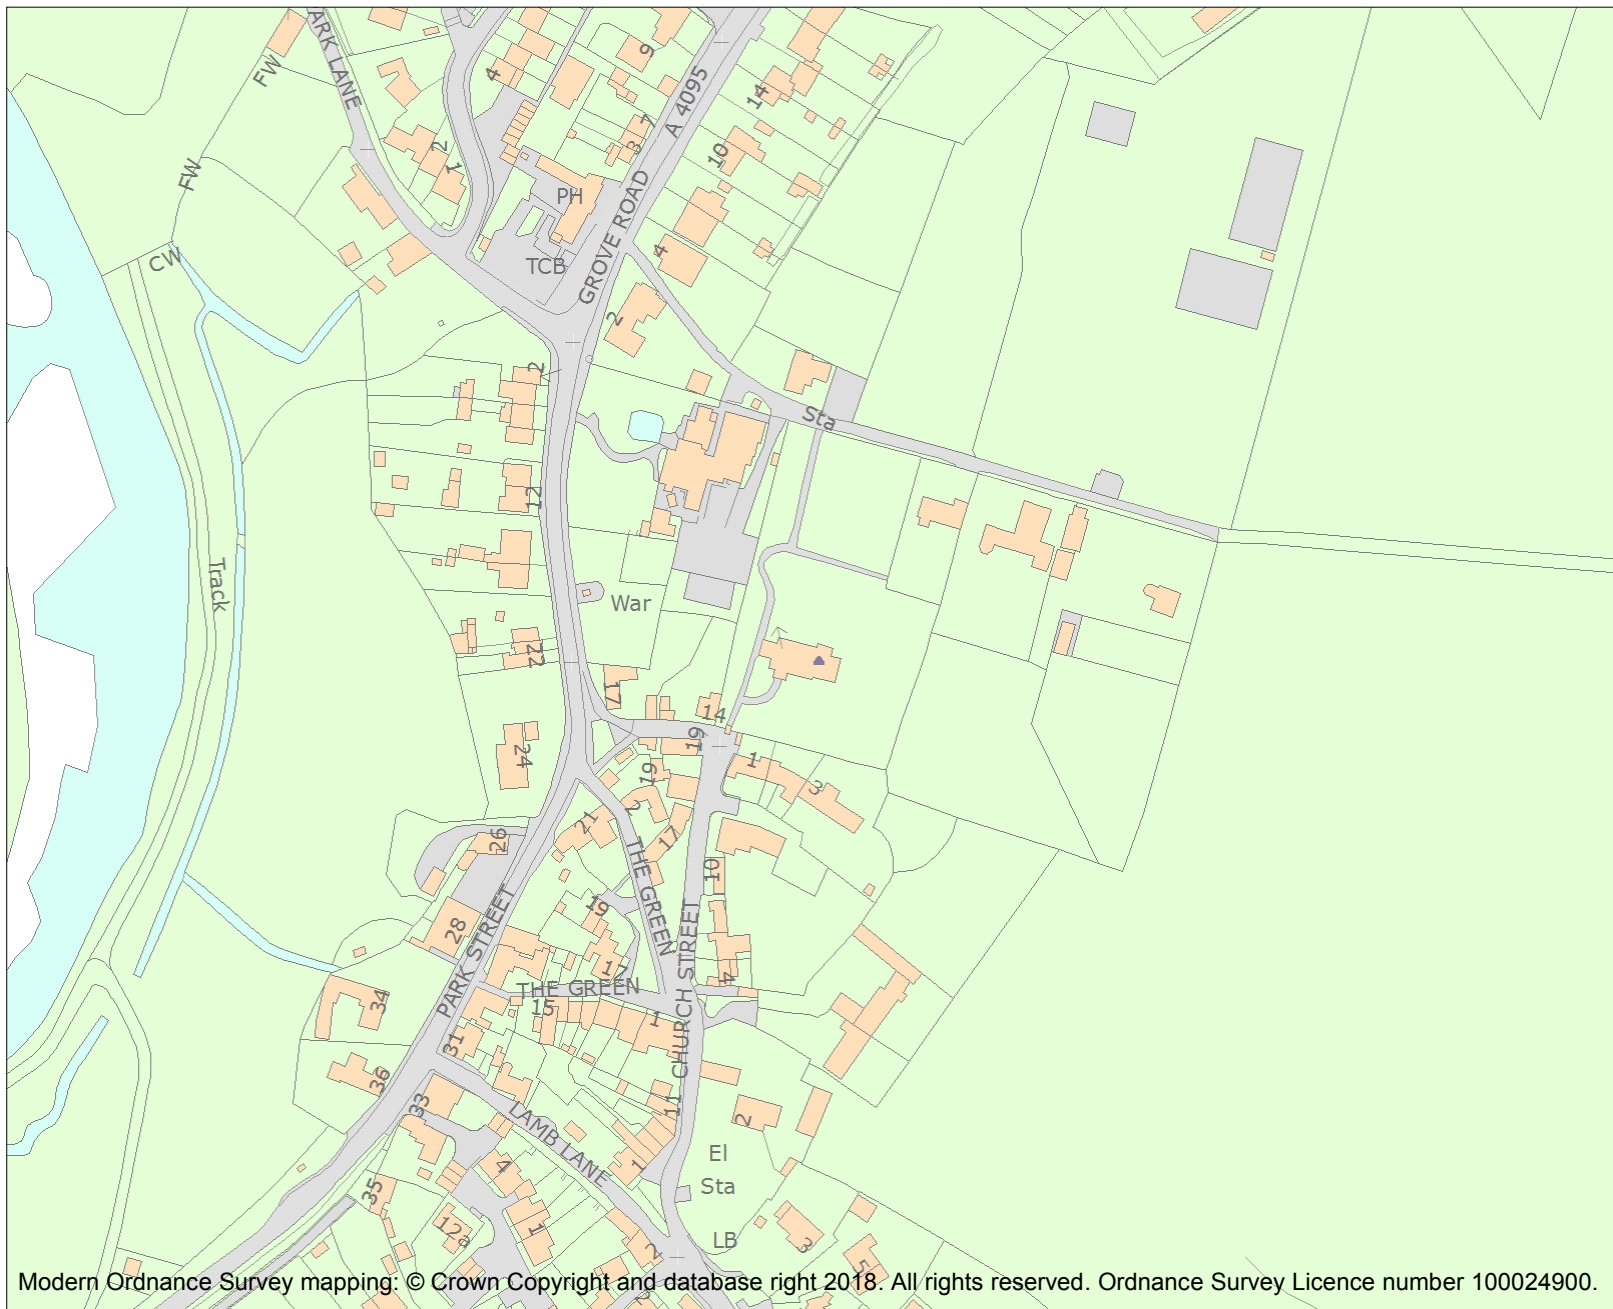 ARK LANE
FW
FW
CW
4
9
14
A 4095
7
3
10
2
1
PH
TCB
GROVE ROAD
4
2
2
Sta
12
Track
War
22
17
14
19
24
19
1
3
2
21
17
26
10
THE GREEN
19
28
PARK STREET
CHURCH STREET
17
4
THE GREEN
15
1
34
31
36
33
11
2
LAMB LANE
El
Sta
4
1
35
12a
1
LB
3
2
5
2
Modern Ordnance Survey mapping: © Crown Copyright and database right 2018. All rights reserved. Ordnance Survey Licence number 100024900.